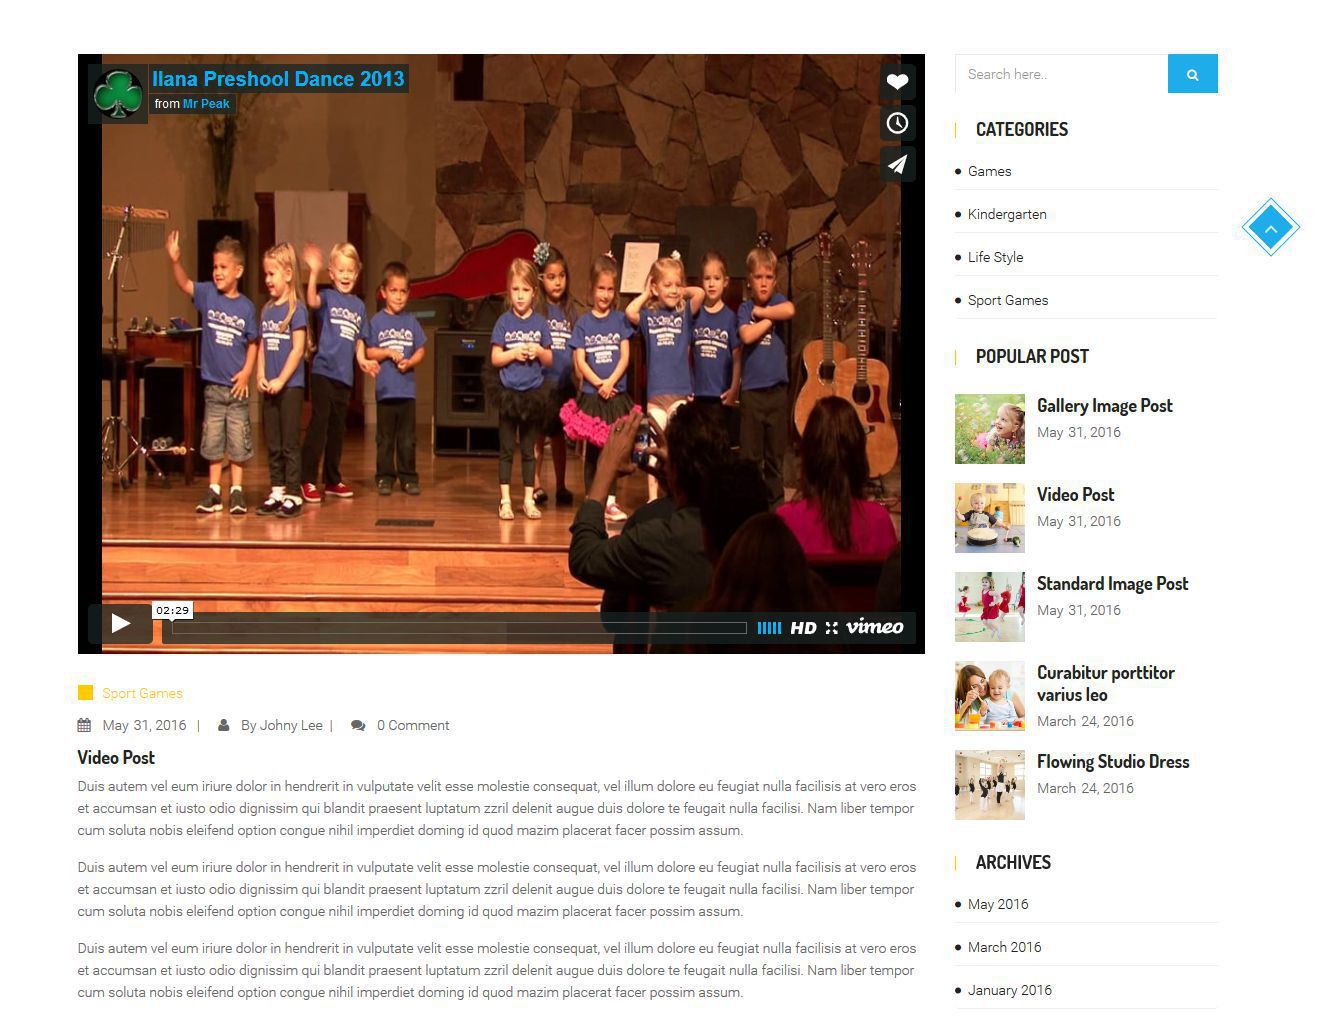 Ilana Preshool Dance 2013
from Mr Peak
02:29
HD
vimeo
Sport Games
May 31, 2016 | By Johny Lee | 0 Comment
Video Post
Duis autem vel eum iriure dolor in hendrerit in vulputate velit esse molestie consequat, vel illum dolore eu feugiat nulla facilisis at vero eros
et accumsan et iusto odio dignissim qui blandit praesent luptatum zzril delenit augue duis dolore te feugait nulla facilisi. Nam liber tempor
cum soluta nobis eleifend option congue nihil imperdiet doming id quod mazim placerat facer possim assum.
Duis autem vel eum iriure dolor in hendrerit in vulputate velit esse molestie consequat, vel illum dolore eu feugiat nulla facilisis at vero eros
et accumsan et iusto odio dignissim qui blandit praesent luptatum zzril delenit augue duis dolore te feugait nulla facilisi. Nam liber tempor
cum soluta nobis eleifend option congue nihil imperdiet doming id quod mazim placerat facer possim assum.
Duis autem vel eum iriure dolor in hendrerit in vulputate velit esse molestie consequat, vel illum dolore eu feugiat nulla facilisis at vero eros
et accumsan et iusto odio dignissim qui blandit praesent luptatum zzril delenit augue duis dolore te feugait nulla facilisi. Nam liber tempor
cum soluta nobis eleifend option congue nihil imperdiet doming id quod mazim placerat facer possim assum.
Search here..
CATEGORIES
Games
Kindergarten
Life Style
Sport Games
POPULAR POST
Gallery Image Post
May 31, 2016
Video Post
May 31, 2016
Standard Image Post
May 31, 2016
Curabitur porttitor
varius leo
March 24, 2016
Flowing Studio Dress
March 24, 2016
ARCHIVES
May 2016
March 2016
January 2016